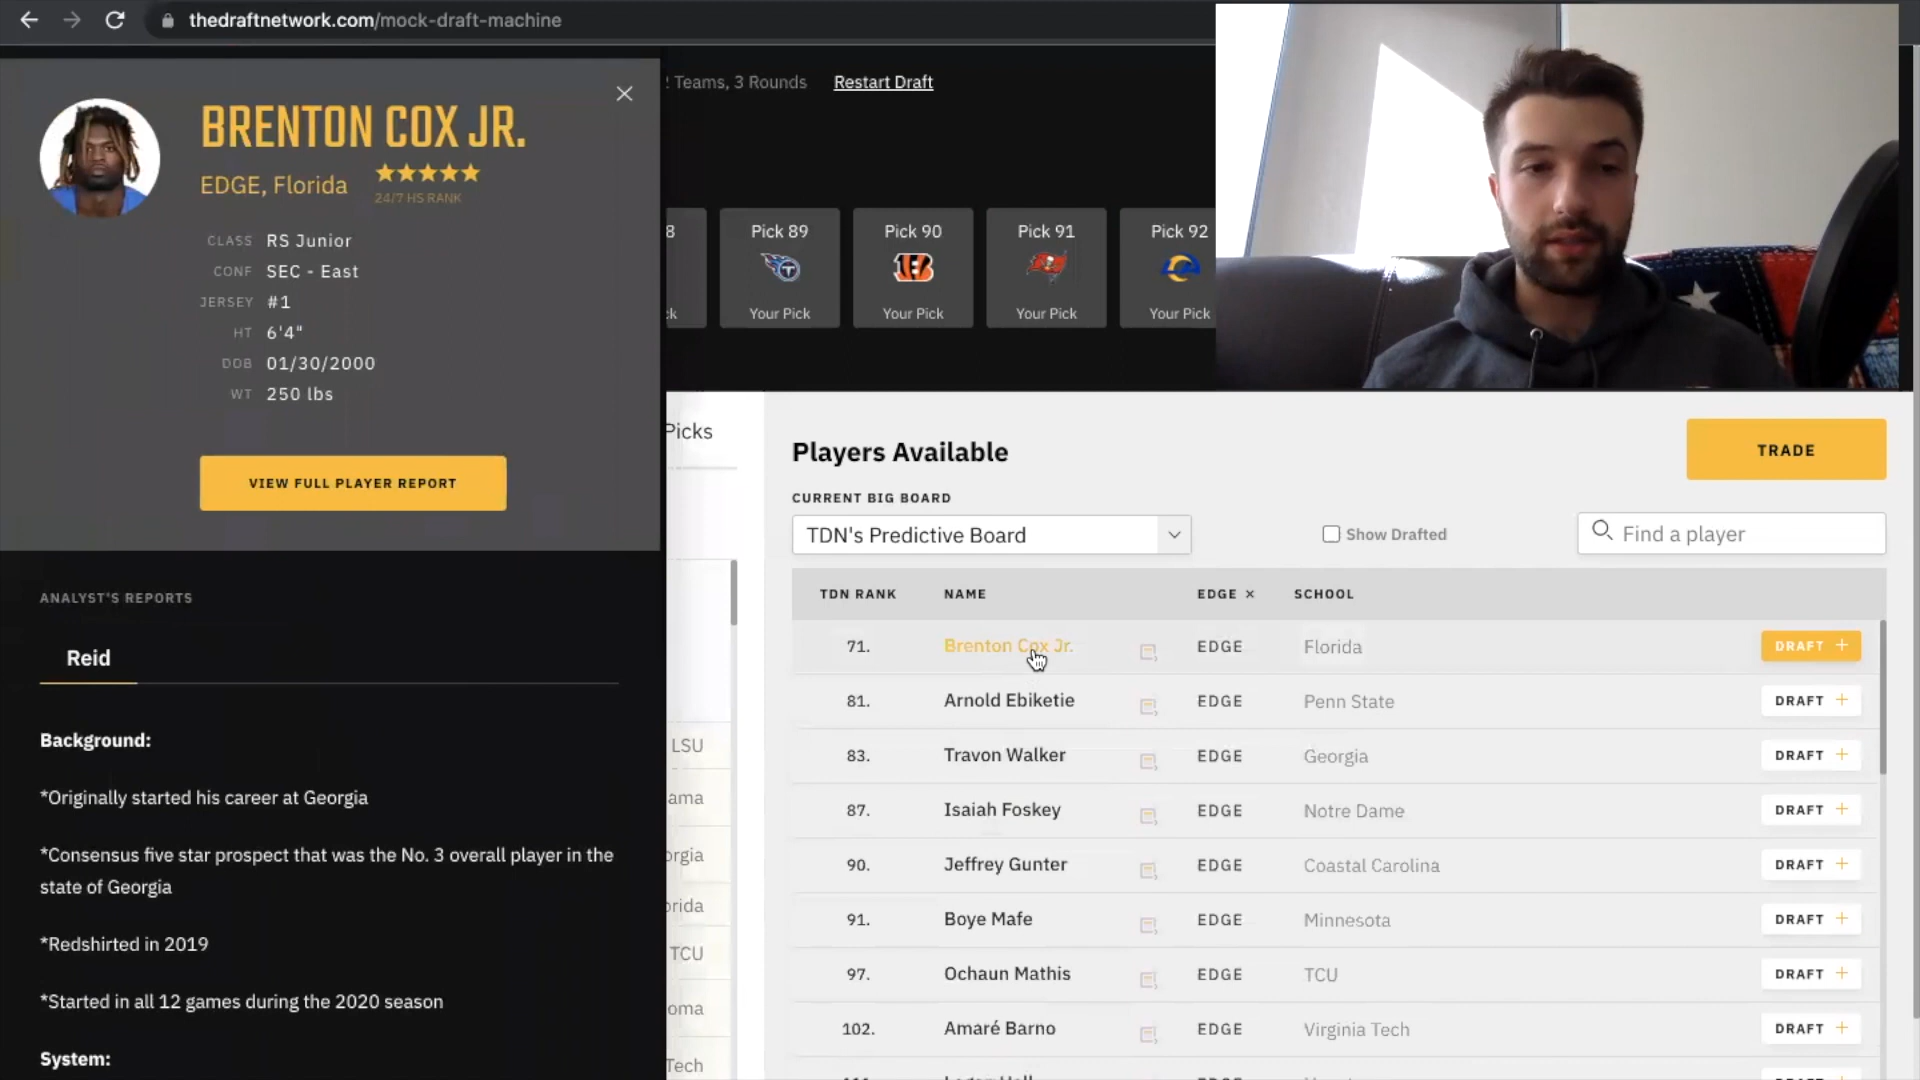 thedraftnetwork.com/mock-draft-machine
BRENTON COX JR.
EDGE, Florida
24/7 HS RANK
CLASS RS Junior
CONF SEC - East
JERSEY #1
HT 6'4"
DOB 01/30/2000
WT 250 lbs
VIEW FULL PLAYER REPORT
ANALYST'S REPORTS
Reid
Background:
*Originally started his career at Georgia
*Consensus five star prospect that was the No. 3 overall player in the
state of Georgia
*Redshirted in 2019
*Started in all 12 games during the 2020 season
System:
Teams, 3 Rounds
Restart Draft
8
Pick 89
Pick 90
Pick 91
Pick 92
ck
Your Pick
Your Pick
Your Pick
Your Pick
Picks
LSU
ama
orgia
orida
TCU
oma
Tech
Players Available
TRADE
CURRENT BIG BOARD
TDN's Predictive Board
Show Drafted
Find a player
TDN RANK NAME EDGE × SCHOOL
71. Brenton Cox Jr. EDGE Florida DRAFT +
81. Arnold Ebiketie EDGE Penn State DRAFT +
83. Travon Walker EDGE Georgia DRAFT +
87. Isaiah Foskey EDGE Notre Dame DRAFT +
90. Jeffrey Gunter EDGE Coastal Carolina DRAFT +
91. Boye Mafe EDGE Minnesota DRAFT +
97. Ochaun Mathis EDGE TCU DRAFT +
102. Amaré Barno EDGE Virginia Tech DRAFT +